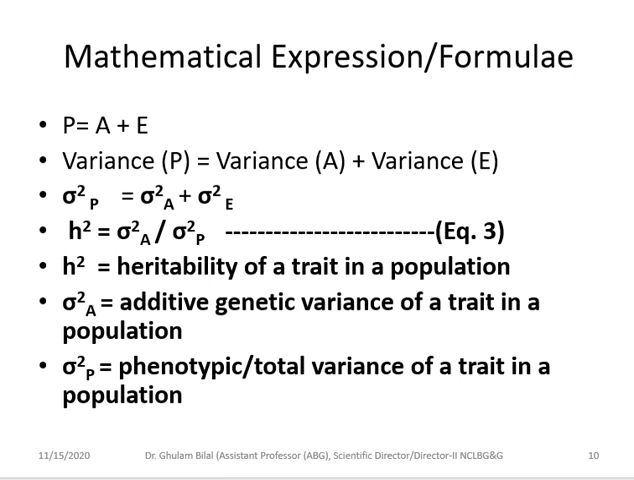 Mathematical Expression/Formulae
• P= A + E
• Variance (P) = Variance (A) + Variance (E)
• σ² P = σ²A + σ² E
• h² = σ²A / σ²P --------------------------(Eq. 3)
• h² = heritability of a trait in a population
• σ²A = additive genetic variance of a trait in a
population
• σ²P = phenotypic/total variance of a trait in a
population
11/15/2020 Dr. Ghulam Bilal (Assistant Professor (ABG), Scientific Director/Director-II NCLBG&G 10